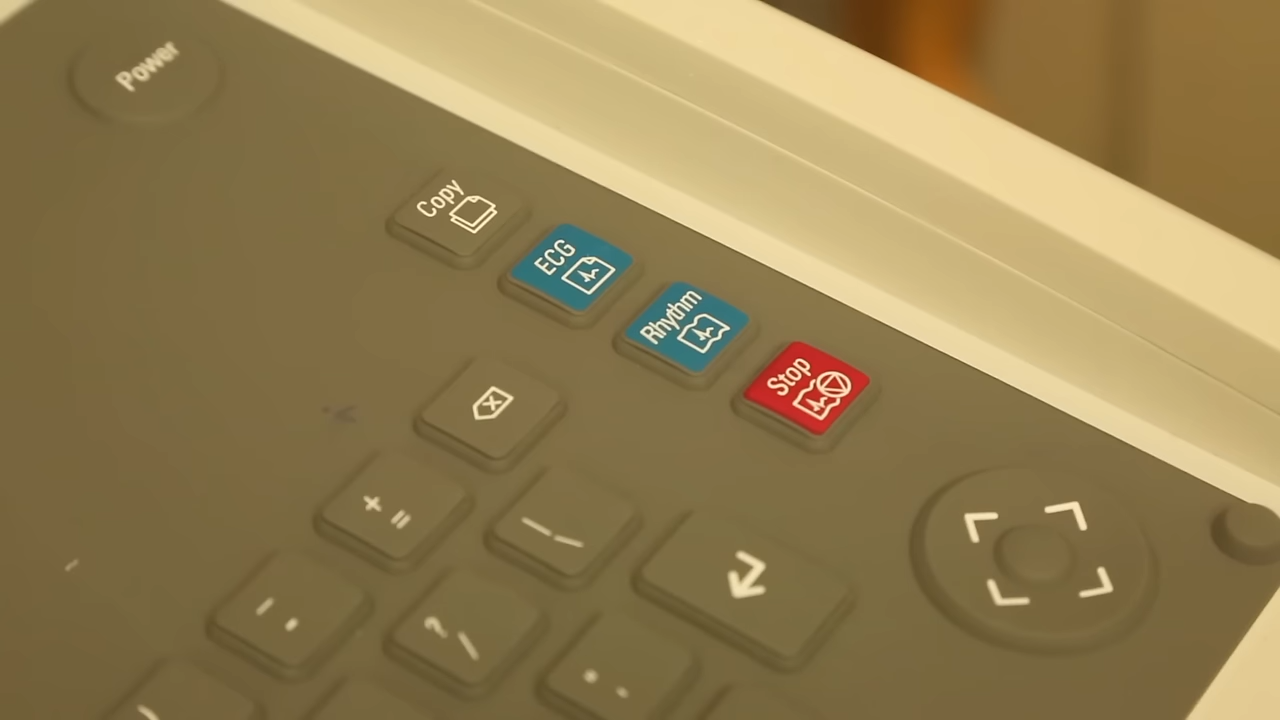 Power
Copy
ECG
Rhythm
Stop
+ =
? /